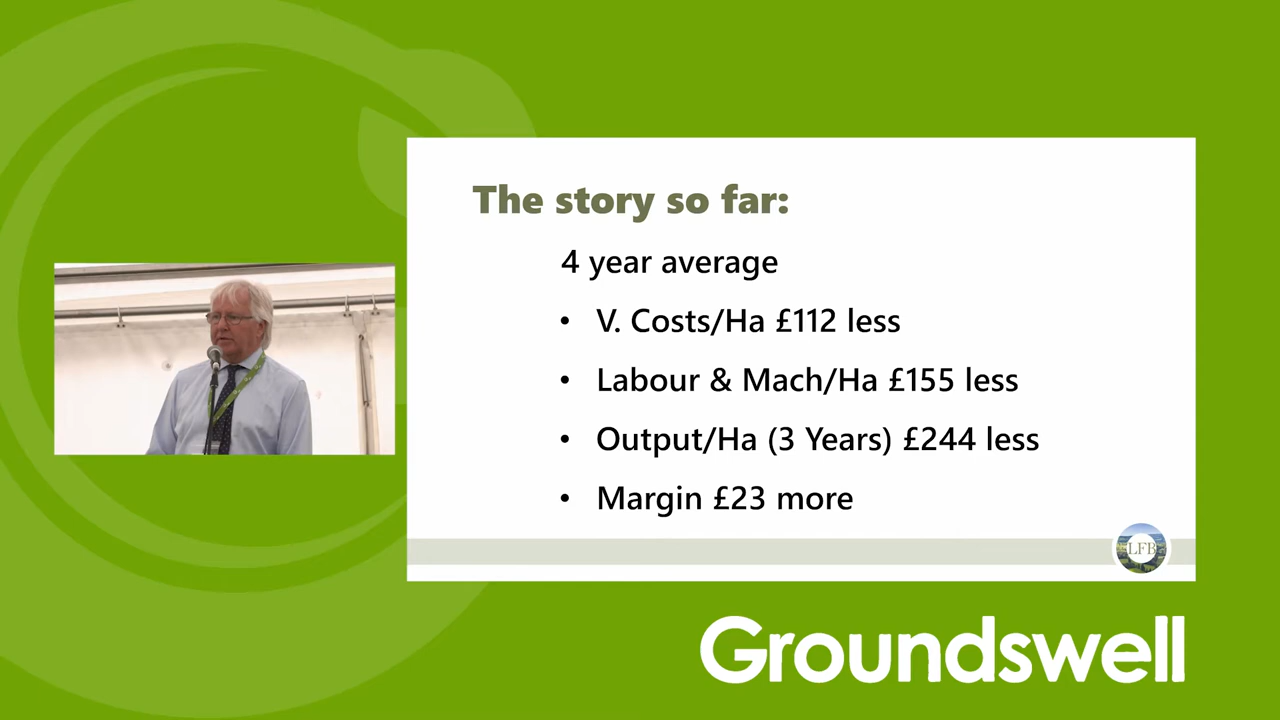 The story so far:
4 year average
• V. Costs/Ha £112 less
• Labour & Mach/Ha £155 less
• Output/Ha (3 Years) £244 less
• Margin £23 more
LFB
Groundswell